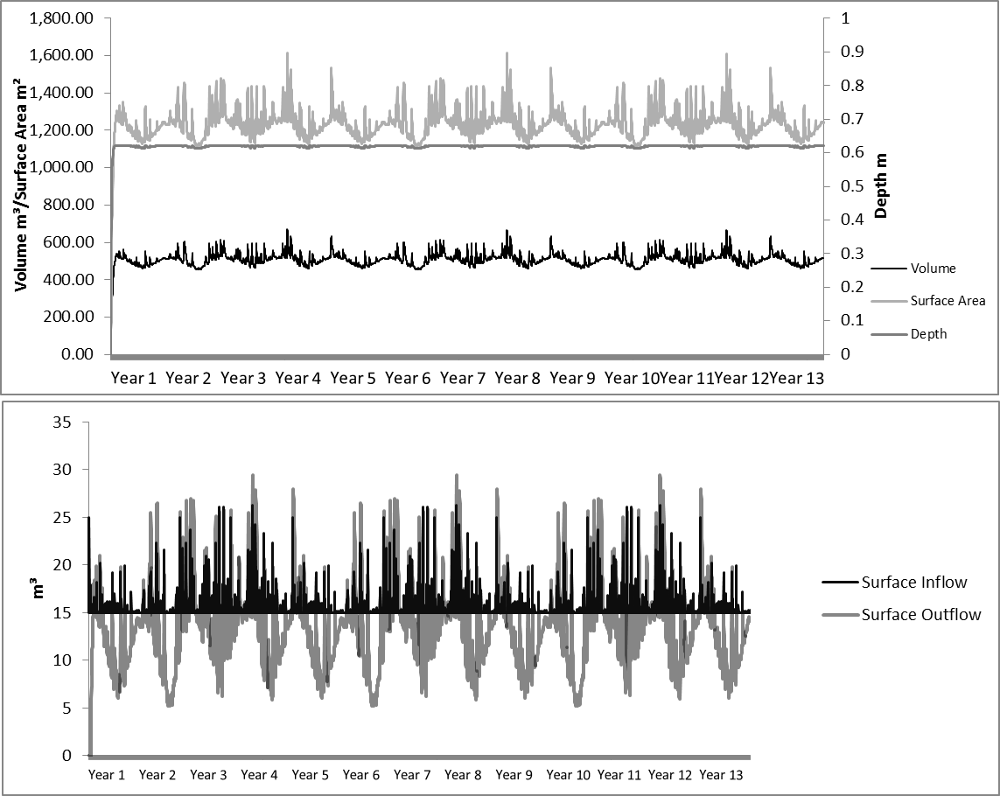 1,800.00
1,600.00
1,400.00
1,200.00
1,000.00
800.00
600.00
400.00
200.00
0.00
Volume m³/Surface Area m²
1
0.9
0.8
0.7
0.6
0.5
0.4
0.3
0.2
0.1
0
Depth m
Volume
Surface Area
Depth
Year 1 Year 2 Year 3 Year 4 Year 5 Year 6 Year 7 Year 8 Year 9 Year 10 Year 11 Year 12 Year 13
35
30
25
20
15
10
5
0
m³
Surface Inflow
Surface Outflow
Year 1 Year 2 Year 3 Year 4 Year 5 Year 6 Year 7 Year 8 Year 9 Year 10 Year 11 Year 12 Year 13